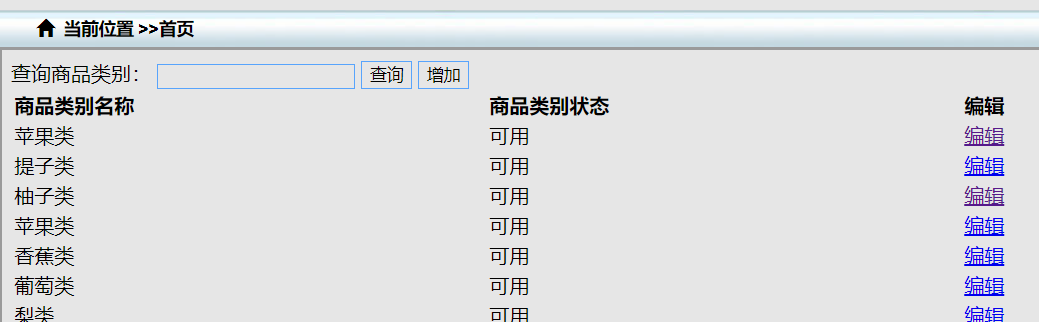 当前位置 >>首页
查询商品类别： 查询 增加
商品类别名称 商品类别状态 编辑
苹果类 可用 编辑
提子类 可用 编辑
柚子类 可用 编辑
苹果类 可用 编辑
香蕉类 可用 编辑
葡萄类 可用 编辑
梨类 可用 编辑